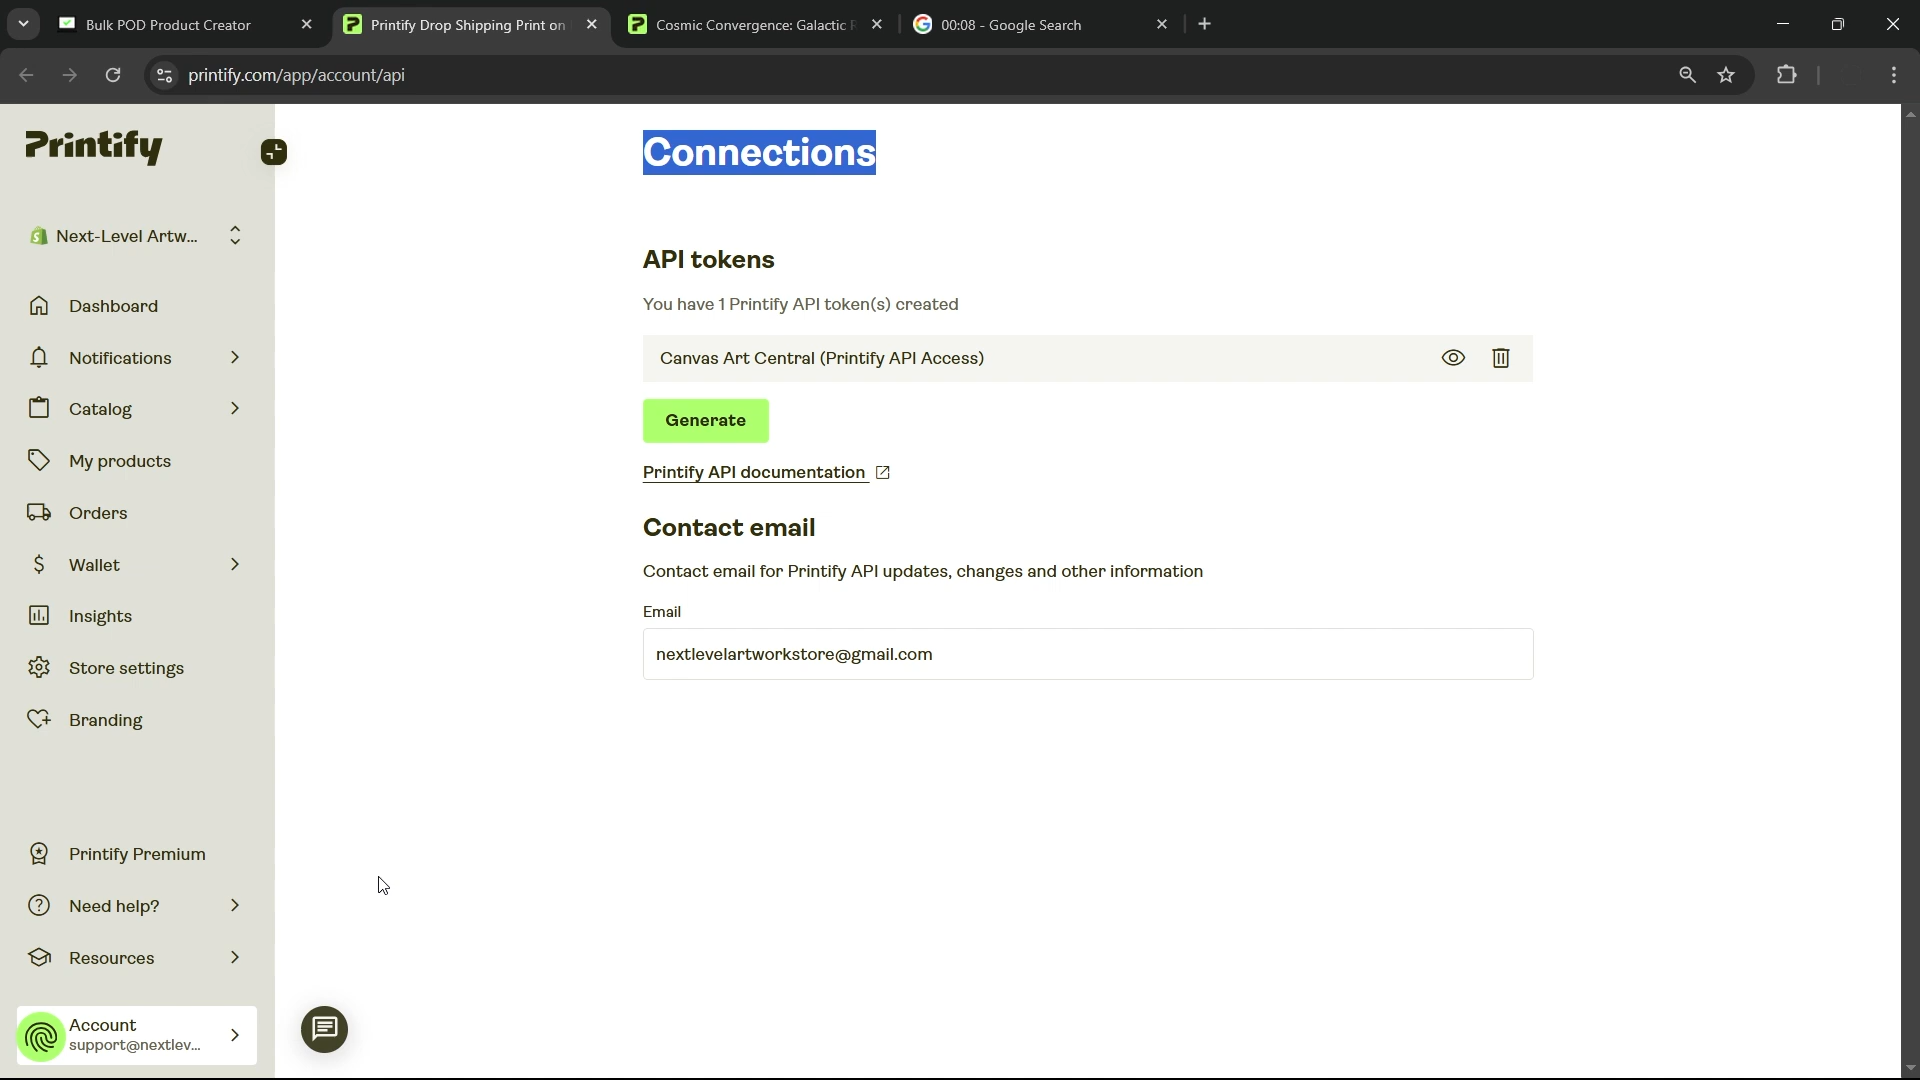 Bulk POD Product Creator
Printify Drop Shipping Print on
Cosmic Convergence: Galactic
00:08 - Google Search
printify.com/app/account/api
Printify
Next-Level Artw...
Dashboard
Notifications
Catalog
My products
Orders
Wallet
Insights
Store settings
Branding
Printify Premium
Need help?
Resources
Account
support@nextlev...
Connections
API tokens
You have 1 Printify API token(s) created
Canvas Art Central (Printify API Access)
Generate
Printify API documentation
Contact email
Contact email for Printify API updates, changes and other information
Email
nextlevelartworkstore@gmail.com